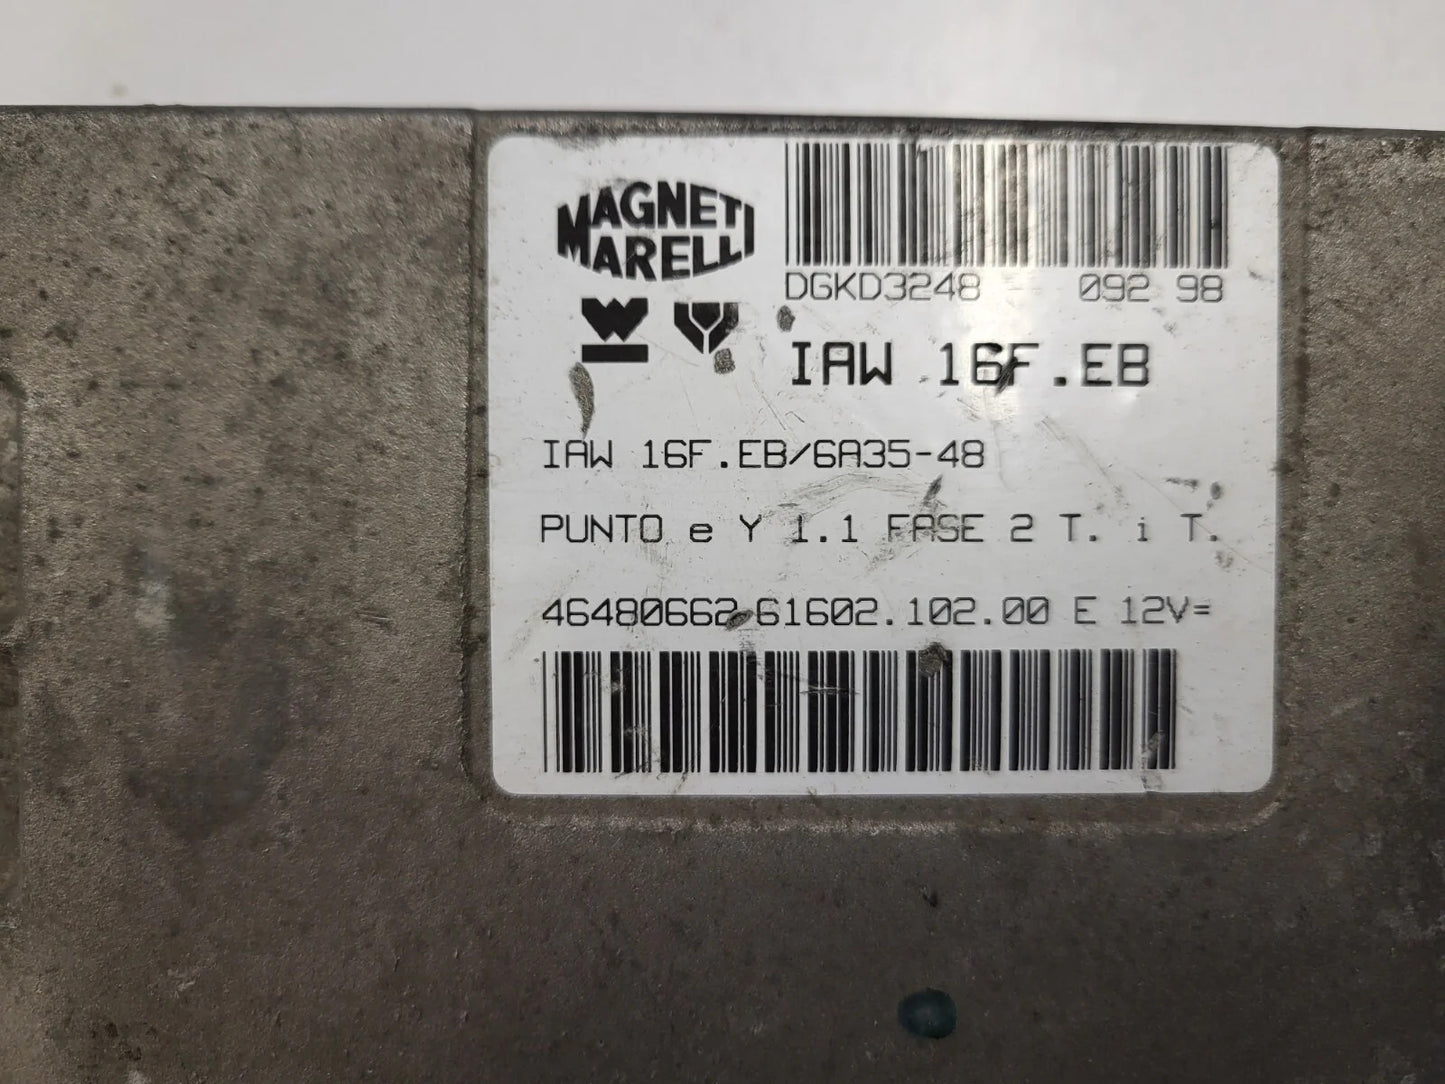 MAGNETI
MARELLI
DGKD3248 092 98
IAW 16F.EB
IAW 16F.EB/6A35-48
PUNTO e Y 1.1 FASE 2 T. i T.
46480662 61602.102.00 E 12V=